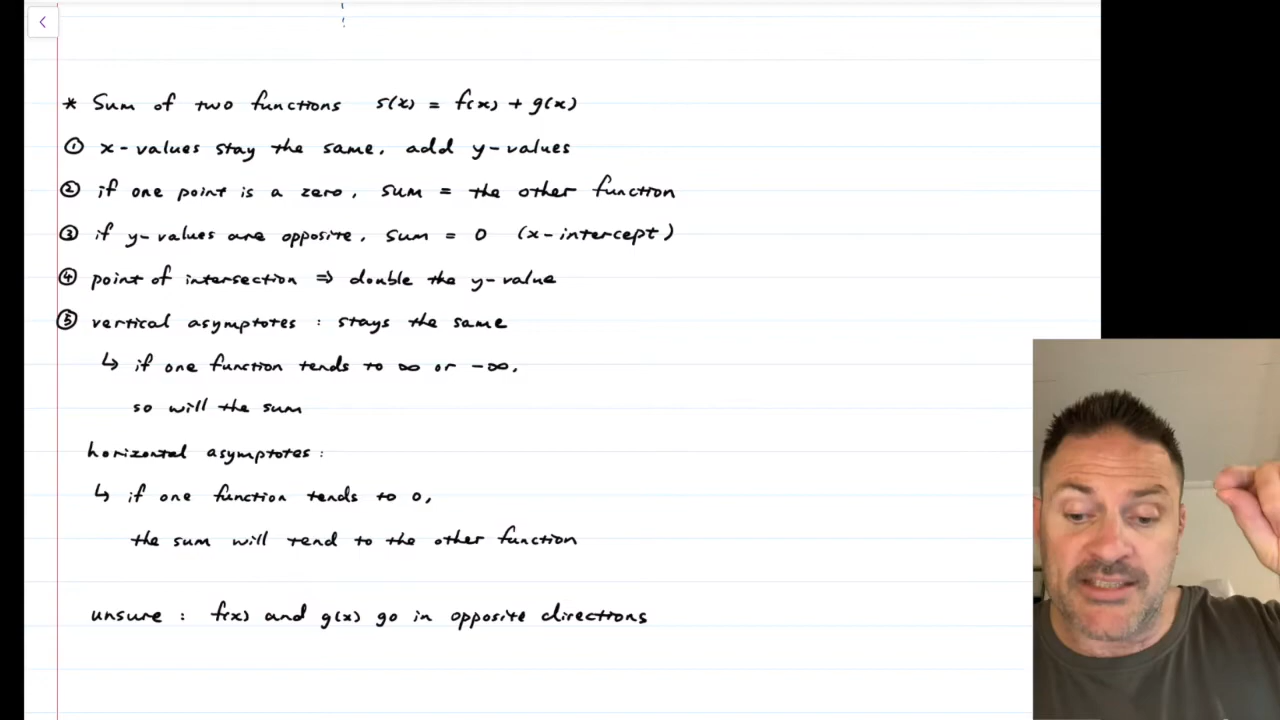 * Sum of two functions s(x) = f(x) + g(x)
① x-values stay the same, add y-values
② if one point is a zero, sum = the other function
③ if y-values are opposite, sum = 0 (x-intercept)
④ point of intersection ⇒ double the y-value
⑤ vertical asymptotes : stays the same
↳ if one function tends to ∞ or -∞,
so will the sum
horizontal asymptotes :
↳ if one function tends to 0,
the sum will tend to the other function
unsure : f(x) and g(x) go in opposite directions